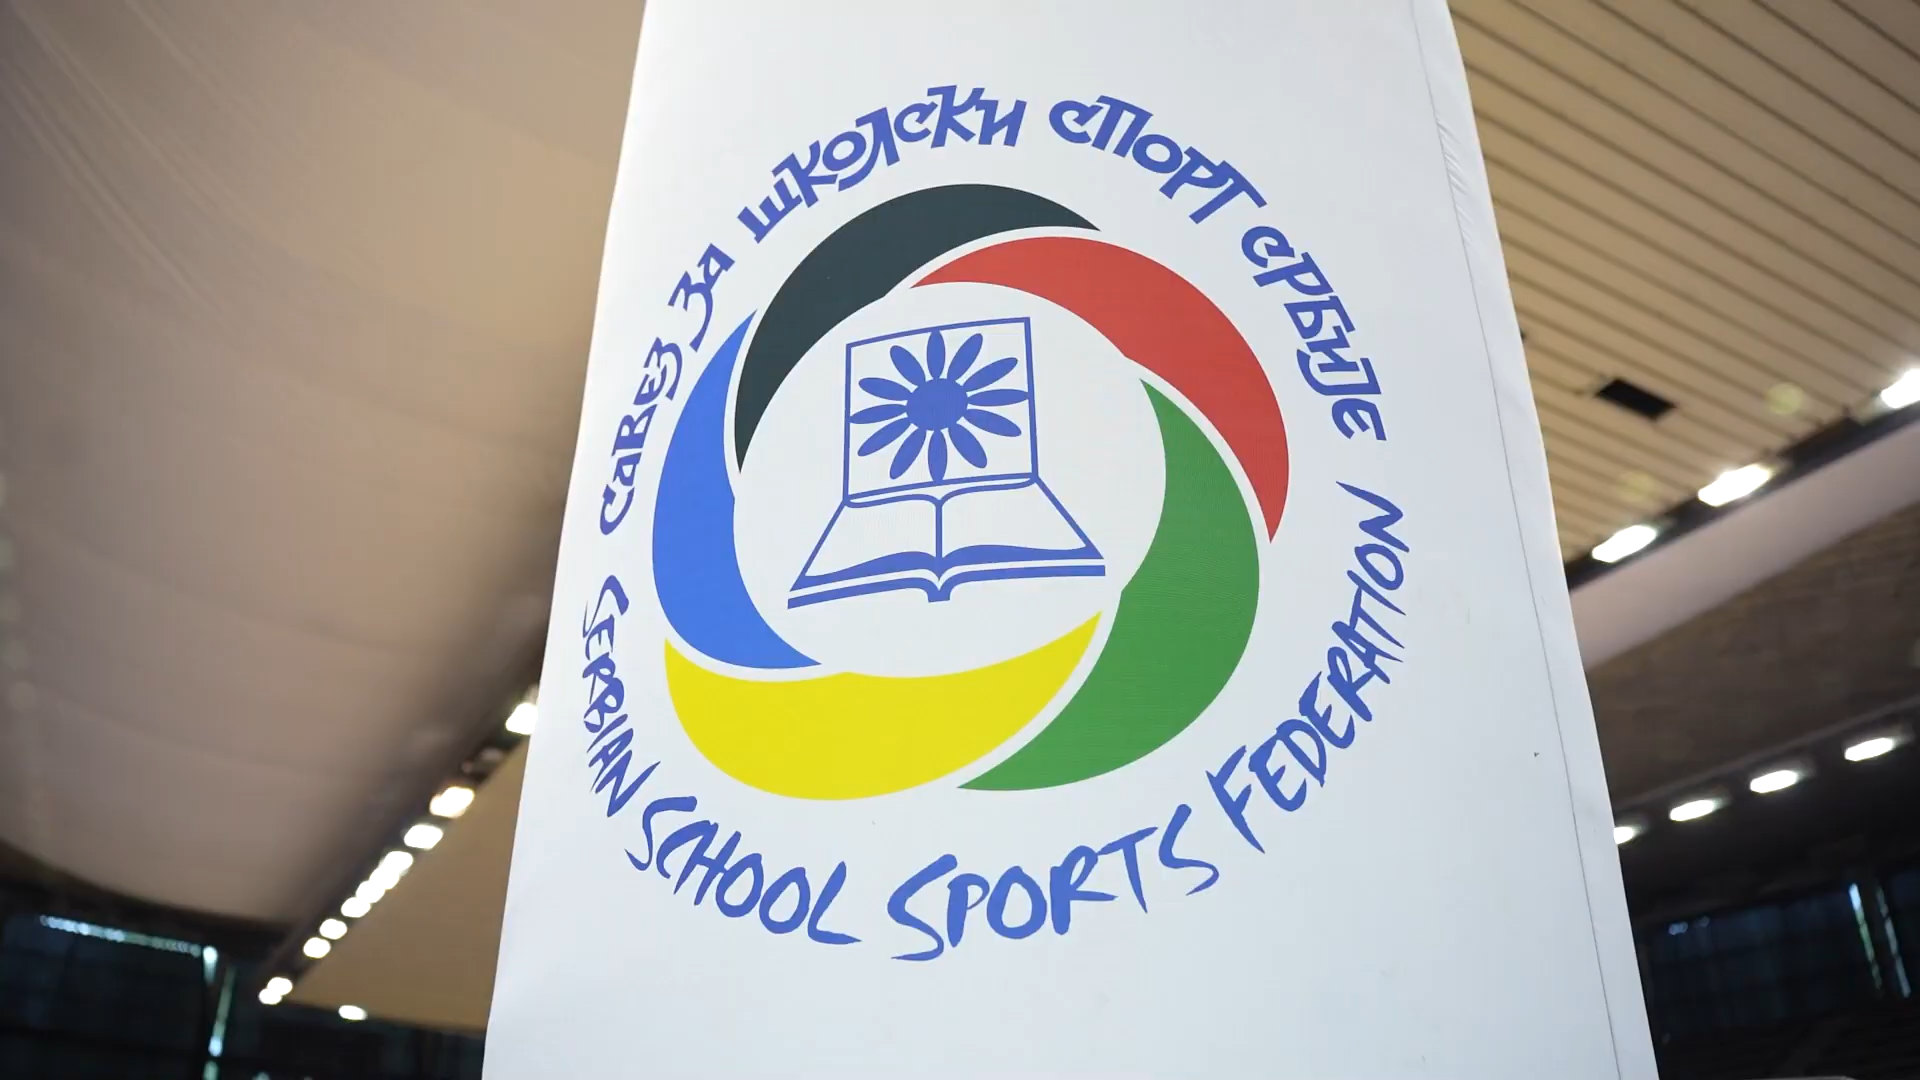 савез за школски спорт србије
SERBIAN SCHOOL SPORTS FEDERATION